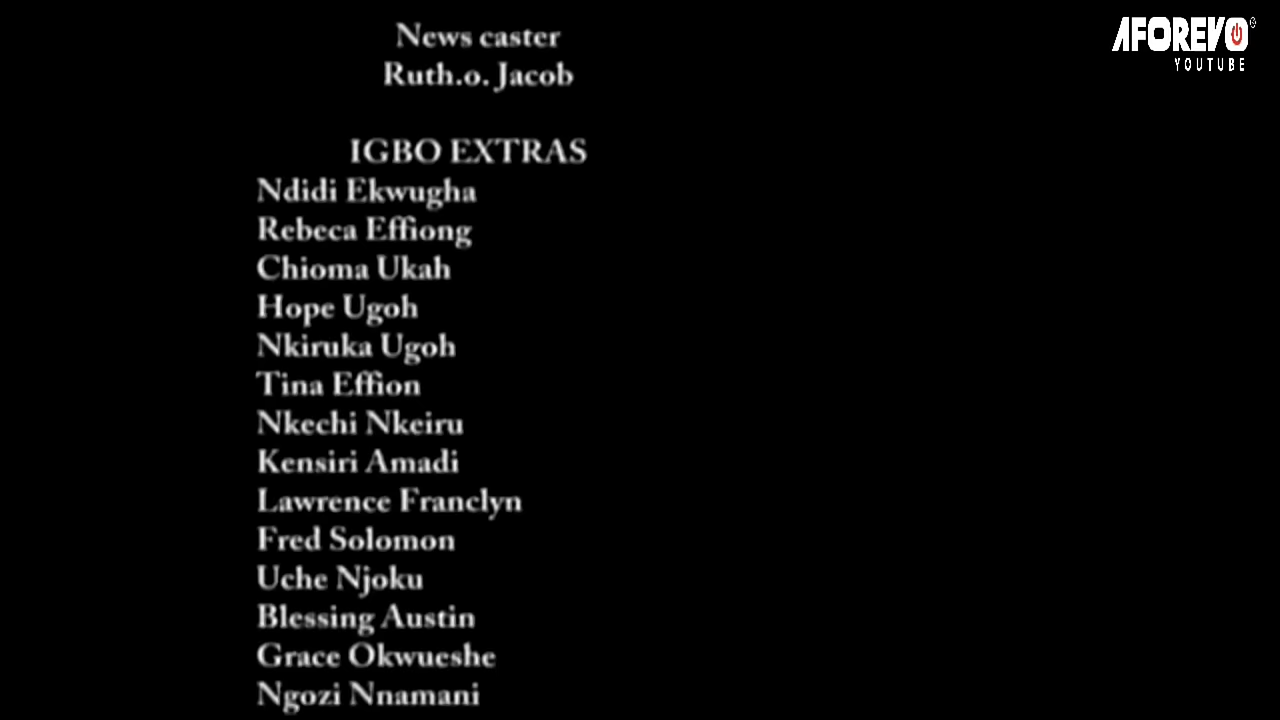 News caster
Ruth.o. Jacob
IGBO EXTRAS
Ndidi Ekwugha
Rebeca Effiong
Chioma Ukah
Hope Ugoh
Nkiruka Ugoh
Tina Effion
Nkechi Nkeiru
Kensiri Amadi
Lawrence Franclyn
Fred Solomon
Uche Njoku
Blessing Austin
Grace Okwueshe
Ngozi Nnamani
AFOREVO
YOUTUBE